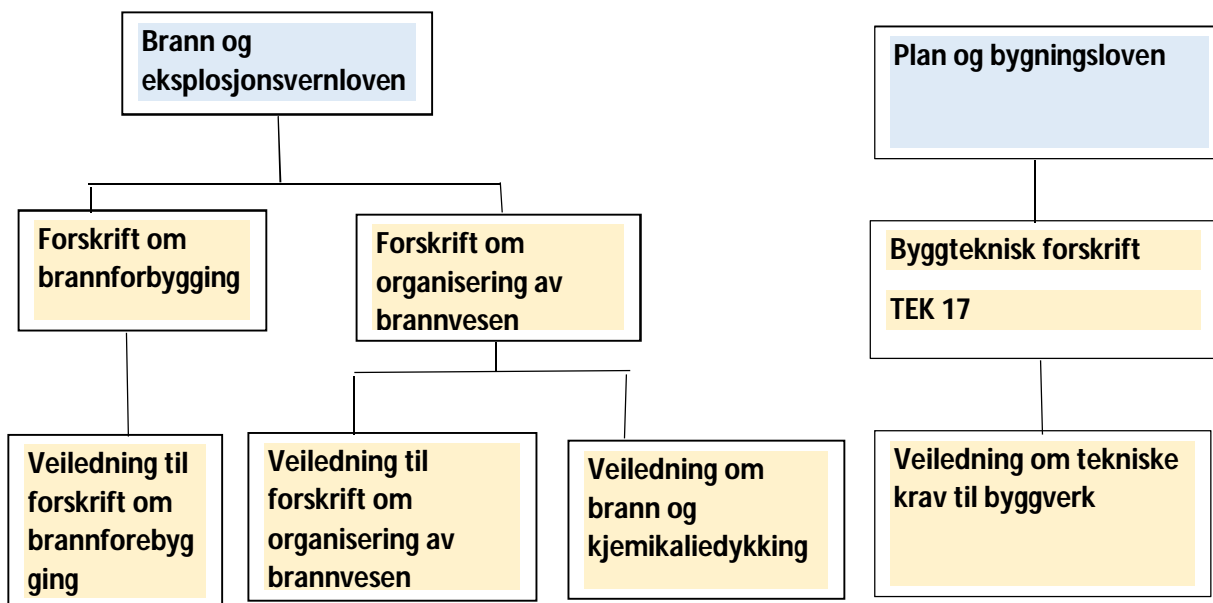 Brann og
eksplosjonsvernloven
Plan og bygningsloven
Forskrift om
brannforbygging
Forskrift om
organisering av
brannvesen
Byggteknisk forskrift
TEK 17
Veiledning til
forskrift om
brannforebyg
ging
Veiledning til
forskrift om
organisering av
brannvesen
Veiledning om
brann og
kjemikaliedykking
Veiledning om tekniske
krav til byggverk